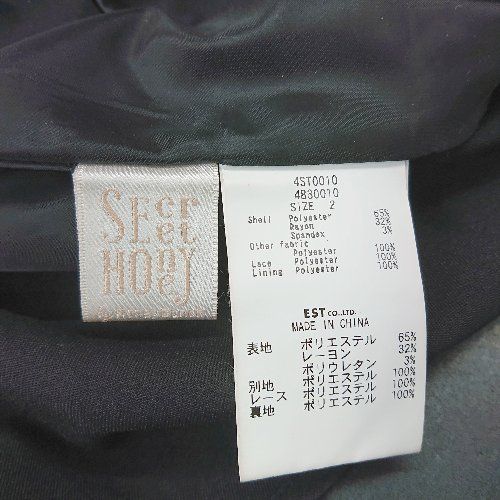 SEcret
HONEY
4ST0010
4B30010
SIZE 2
Shell Polyester 65%
Rayon 32%
Spandex 3%
Other fabric
Polyester 100%
Lace Polyester 100%
Lining Polyester 100%
EST CO.,LTD.
MADE IN CHINA
表地 ポリエステル 65%
レーヨン 32%
ポリウレタン 3%
別地 ポリエステル 100%
レース ポリエステル 100%
裏地 ポリエステル 100%